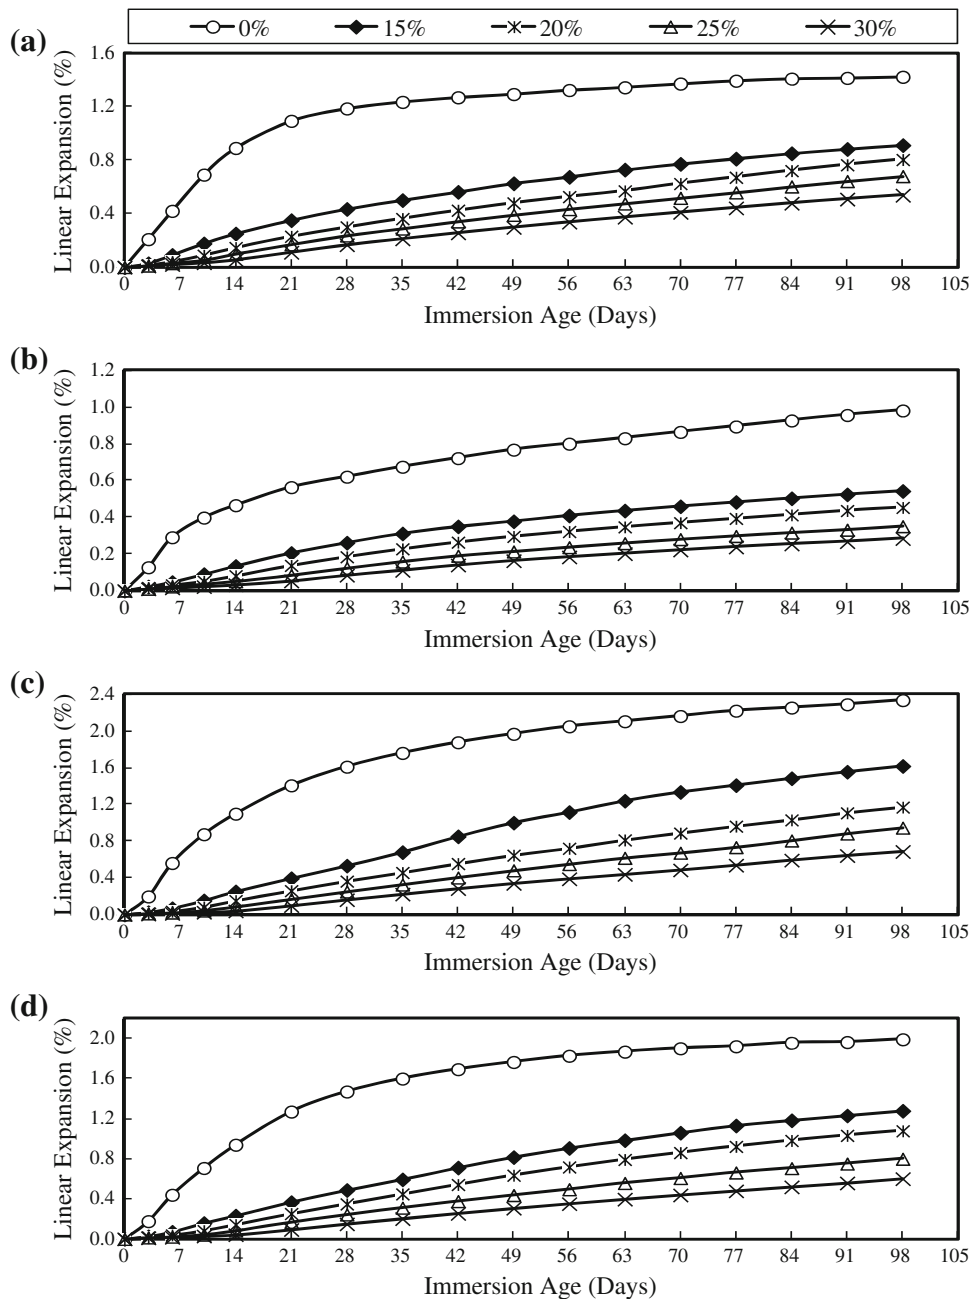 0% 15% 20% 25% 30%
(a)
Linear Expansion (%)
1.6
1.2
0.8
0.4
0.0
0 7 14 21 28 35 42 49 56 63 70 77 84 91 98 105
Immersion Age (Days)
(b)
Linear Expansion (%)
1.2
1.0
0.8
0.6
0.4
0.2
0.0
0 7 14 21 28 35 42 49 56 63 70 77 84 91 98 105
Immersion Age (Days)
(c)
Linear Expansion (%)
2.4
2.0
1.6
1.2
0.8
0.4
0.0
0 7 14 21 28 35 42 49 56 63 70 77 84 91 98 105
Immersion Age (Days)
(d)
Linear Expansion (%)
2.0
1.6
1.2
0.8
0.4
0.0
0 7 14 21 28 35 42 49 56 63 70 77 84 91 98 105
Immersion Age (Days)